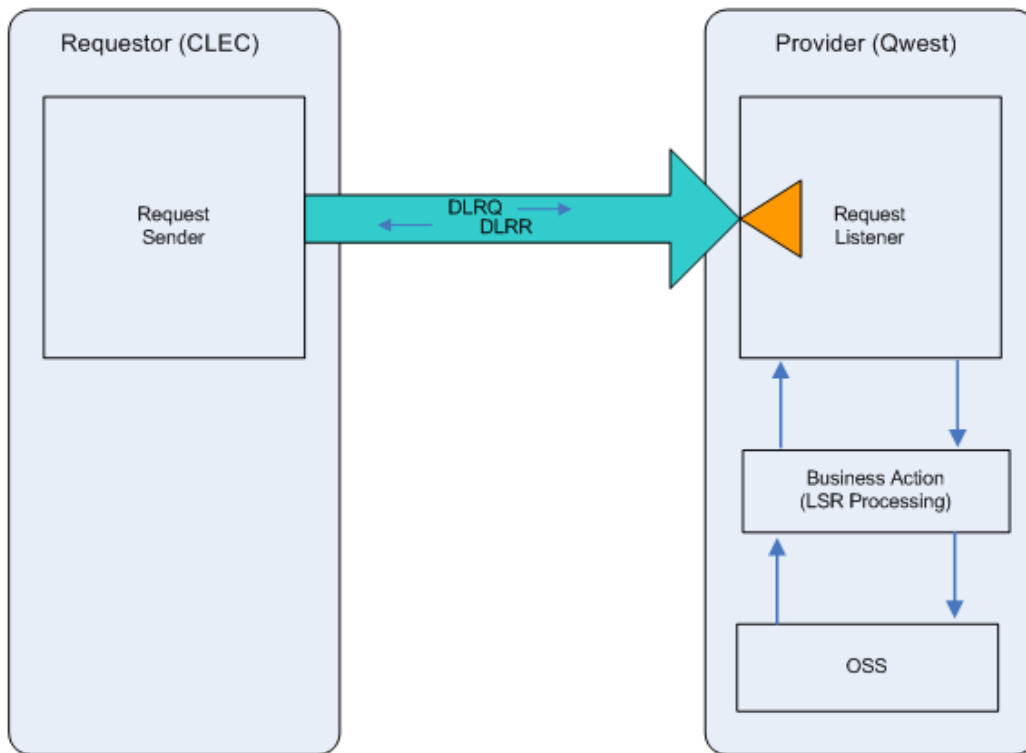 Requestor (CLEC)
Provider (Qwest)
Request
Sender
DLRQ
DLRR
Request
Listener
Business Action
(LSR Processing)
OSS